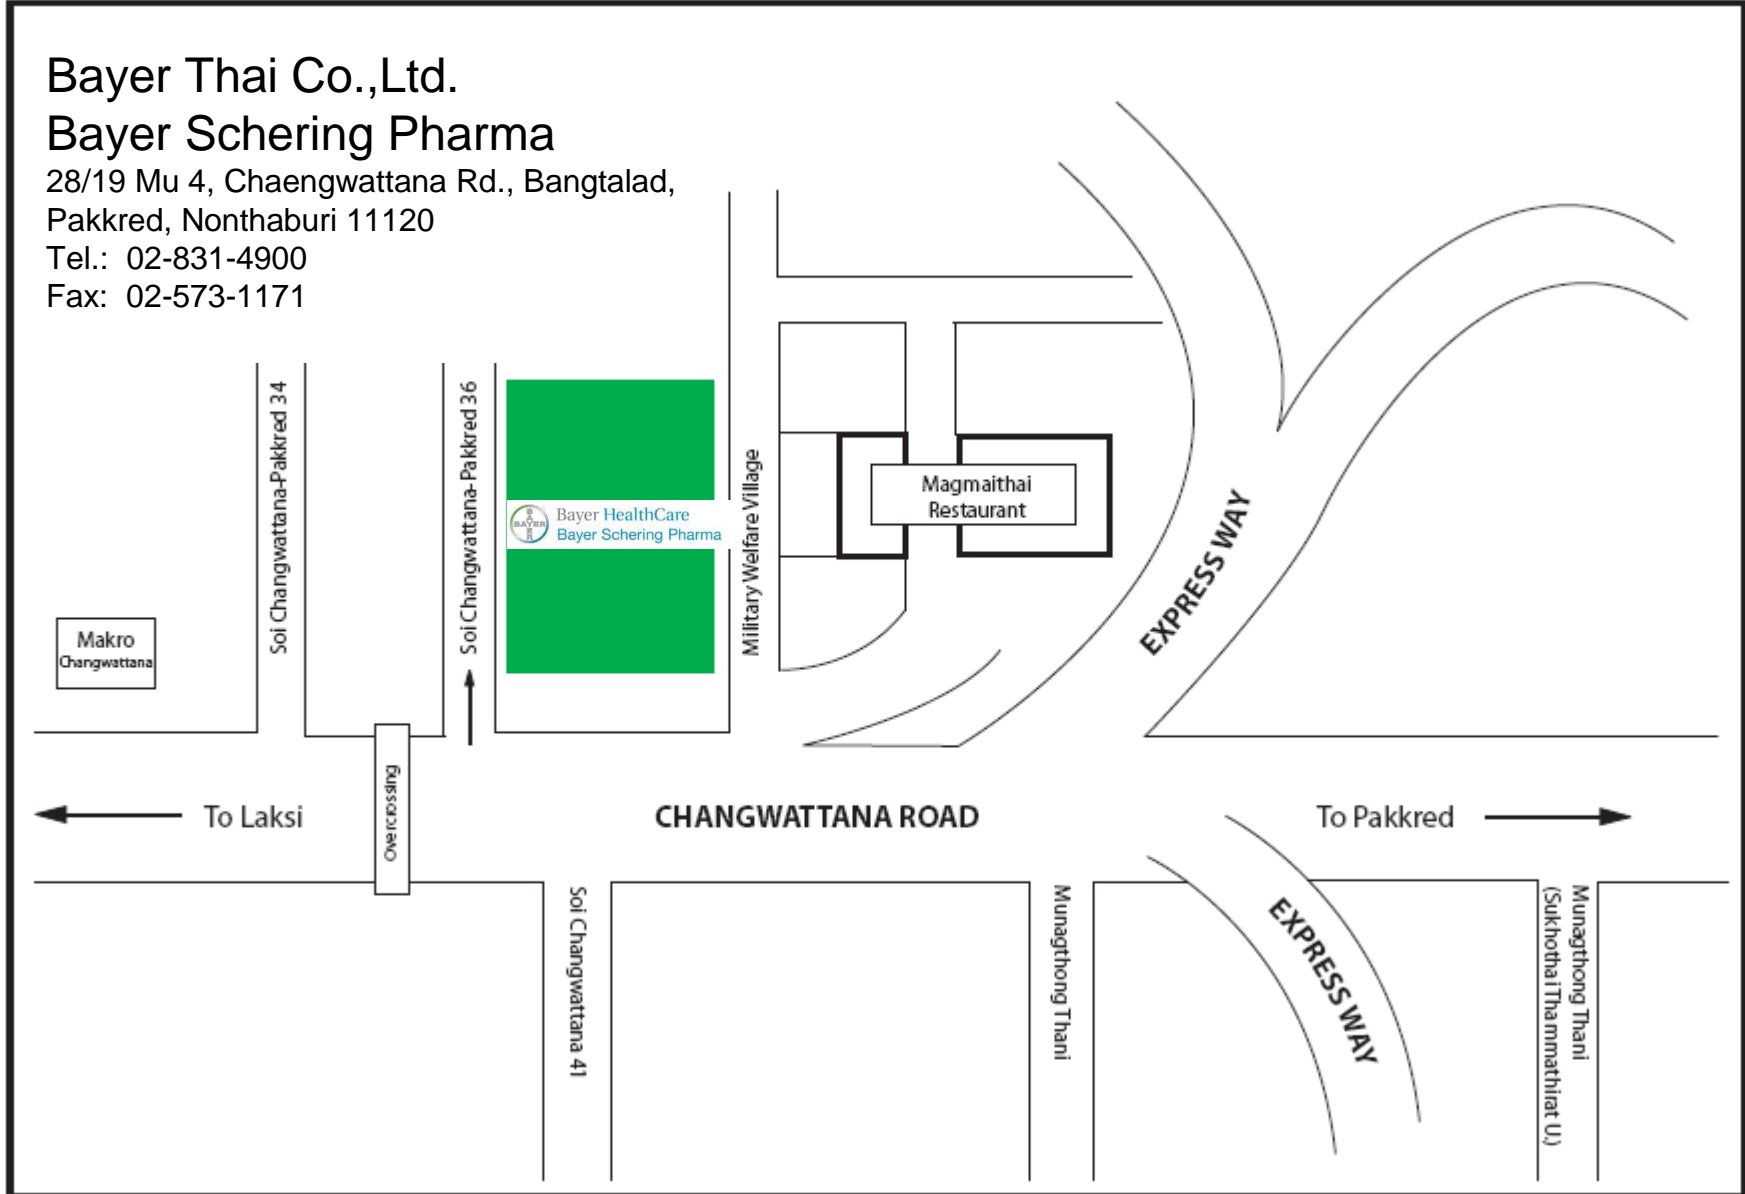 Bayer Thai Co.,Ltd.
Bayer Schering Pharma
28/19 Mu 4, Chaengwattana Rd., Bangtalad,
Pakkred, Nonthaburi 11120
Tel.: 02-831-4900
Fax: 02-573-1171
Soi Changwattana-Pakkred 34
Soi Changwattana-Pakkred 36
BAYER
BAYER
Bayer HealthCare
Bayer Schering Pharma
Military Welfare Village
Magmaithai
Restaurant
EXPRESS WAY
Makro
Changwattana
Overcrossing
To Laksi
CHANGWATTANA ROAD
To Pakkred
Soi Changwattana 41
Munagthong Thani
EXPRESS WAY
Munagthong Thani
(Sukhothai Thammathirat U.)